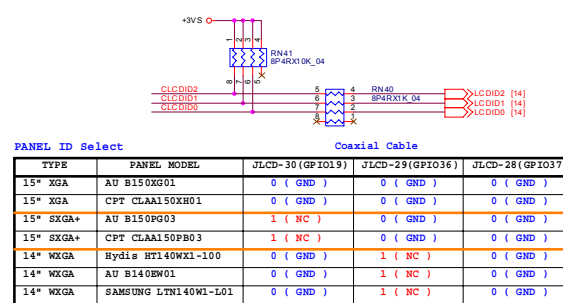 +3VS
1 2 3 4
RN41
8P4RX10K_04
8 7 6 5
CLCDID2 5 4 RN40 LCDID2 [14]
CLCDID1 6 3 8P4RX1K_04 LCDID1 [14]
CLCDID0 7 2 LCDID0 [14]
8 1
PANEL ID Select Coaxial Cable
TYPE PANEL MODEL JLCD-30(GPIO19) JLCD-29(GPIO36) JLCD-28(GPIO37
15" XGA AU B150XG01 0 ( GND ) 0 ( GND ) 0 ( GND )
15" XGA CPT CLAA150XH01 0 ( GND ) 0 ( GND ) 0 ( GND )
15" SXGA+ AU B150PG03 1 ( NC ) 0 ( GND ) 0 ( GND )
15" SXGA+ CPT CLAA150PB03 1 ( NC ) 0 ( GND ) 0 ( GND )
14" WXGA Hydis HT140WX1-100 0 ( GND ) 1 ( NC ) 0 ( GND )
14" WXGA AU B140EW01 0 ( GND ) 1 ( NC ) 0 ( GND )
14" WXGA SAMSUNG LTN140W1-L01 0 ( GND ) 1 ( NC ) 0 ( GND )